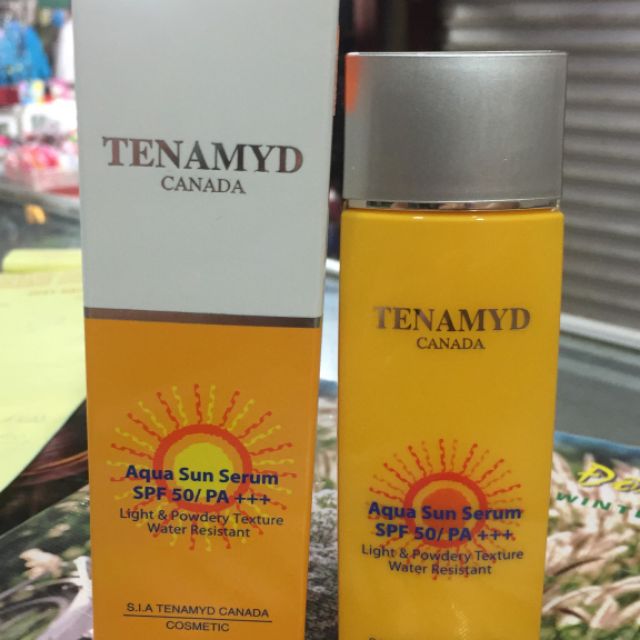 TENAMYD
CANADA
Aqua Sun Serum
SPF 50/ PA +++
Light & Powdery Texture
Water Resistant
S.I.A TENAMYD CANADA
COSMETIC
TENAMYD
CANADA
Aqua Sun Serum
SPF 50/ PA +++
Light & Powdery Texture
Water Resistant